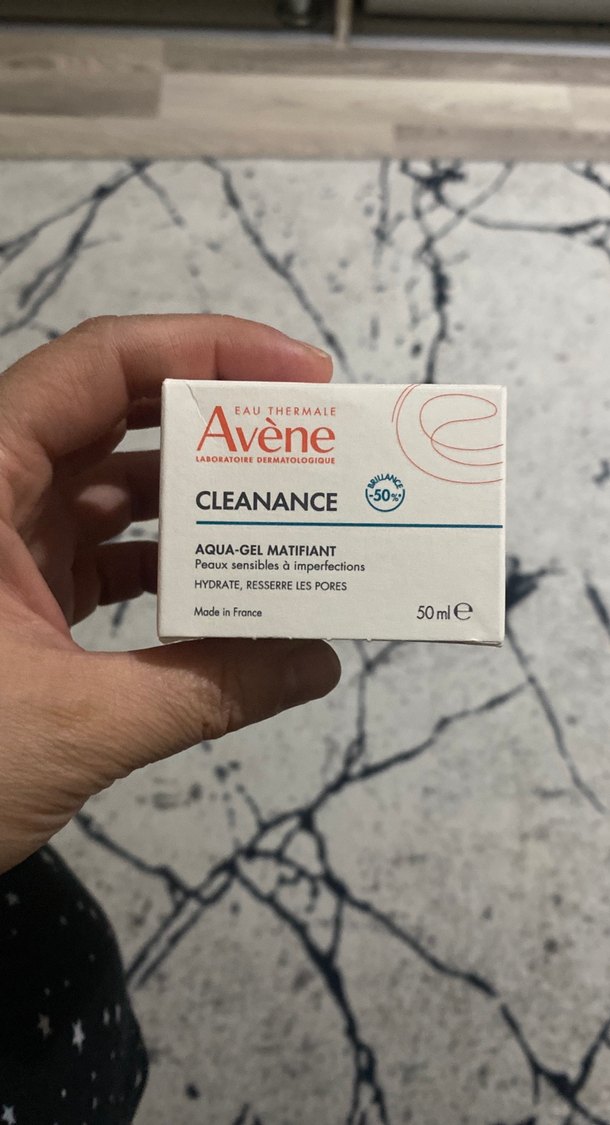 EAU THERMALE
Avène
LABORATOIRE DERMATOLOGIQUE
CLEANANCE
BRILLANCE
-50%*
AQUA-GEL MATIFIANT
Peaux sensibles à imperfections
HYDRATE, RESSERRE LES PORES
Made in France
50 ml ℮